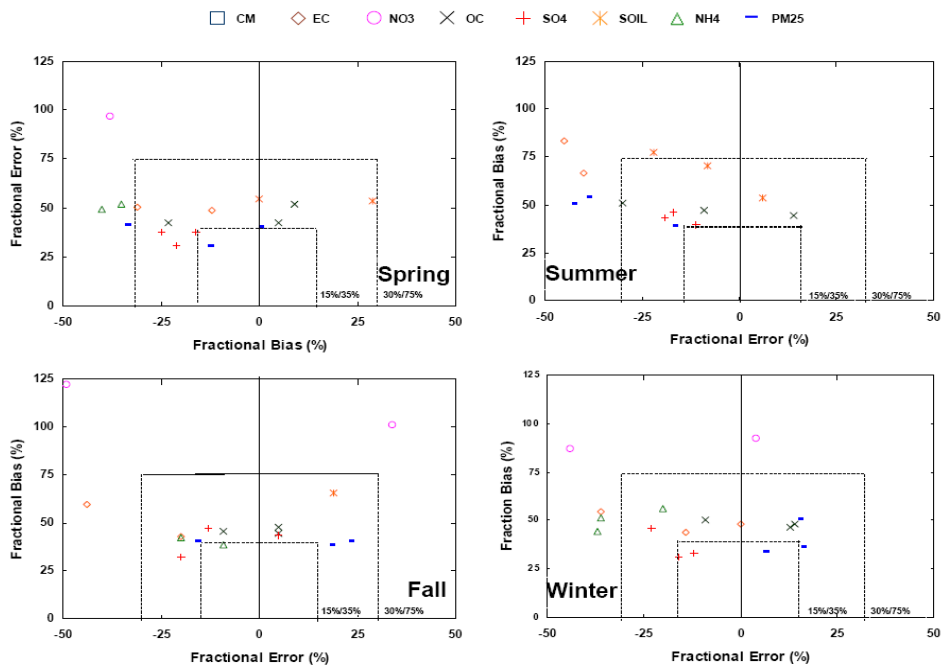 CM EC NO3 OC SO4 SOIL NH4 PM25
125
100
75
50
25
0
Fractional Error (%)
Spring
15%/35% 30%/75%
-50 -25 0 25 50
Fractional Bias (%)
125
100
75
50
25
0
Fractional Bias (%)
Summer
15%/35% 30%/75%
-50 -25 0 25 50
Fractional Error (%)
125
100
75
50
25
0
Fractional Bias (%)
Fall
15%/35% 30%/75%
-50 -25 0 25 50
Fractional Error (%)
125
100
75
50
25
0
Fraction Bias (%)
Winter
15%/35% 30%/75%
-50 -25 0 25 50
Fractional Error (%)